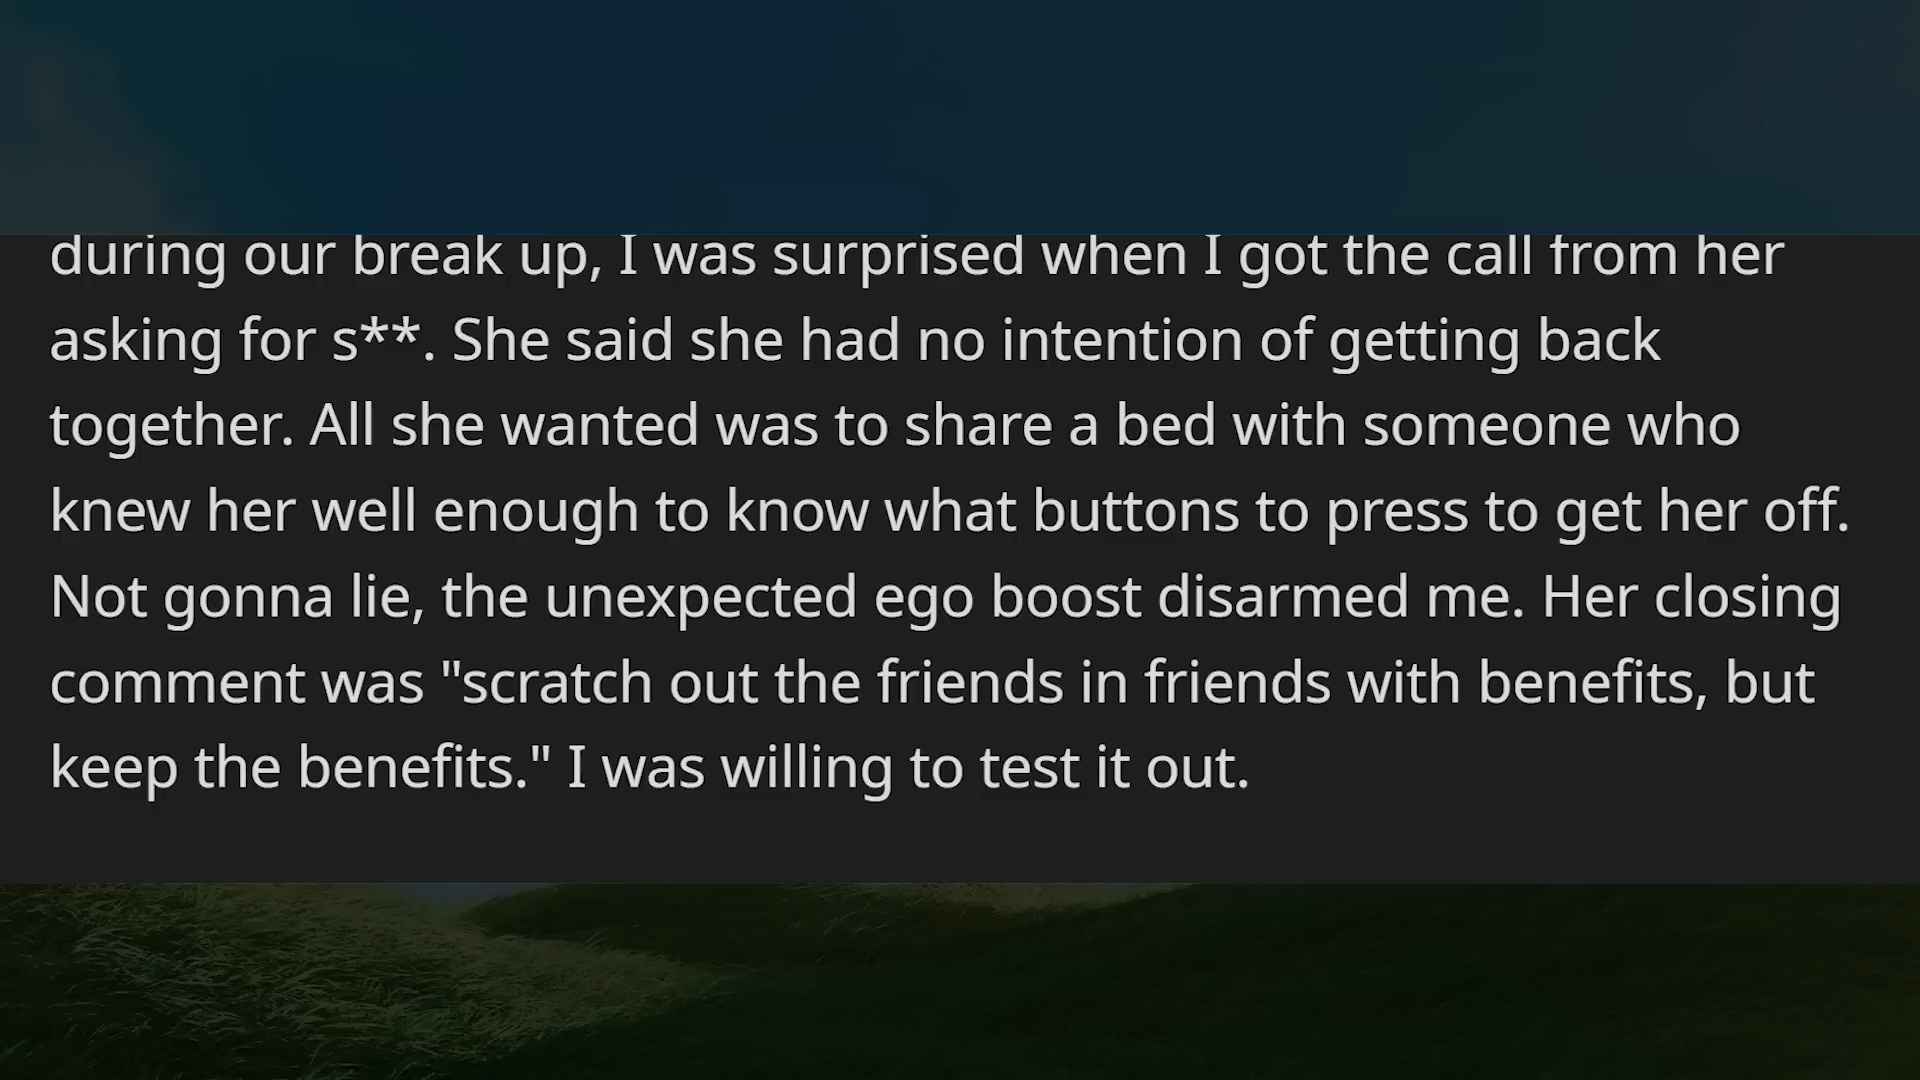 during our break up, I was surprised when I got the call from her
asking for s**. She said she had no intention of getting back
together. All she wanted was to share a bed with someone who
knew her well enough to know what buttons to press to get her off.
Not gonna lie, the unexpected ego boost disarmed me. Her closing
comment was "scratch out the friends in friends with benefits, but
keep the benefits." I was willing to test it out.